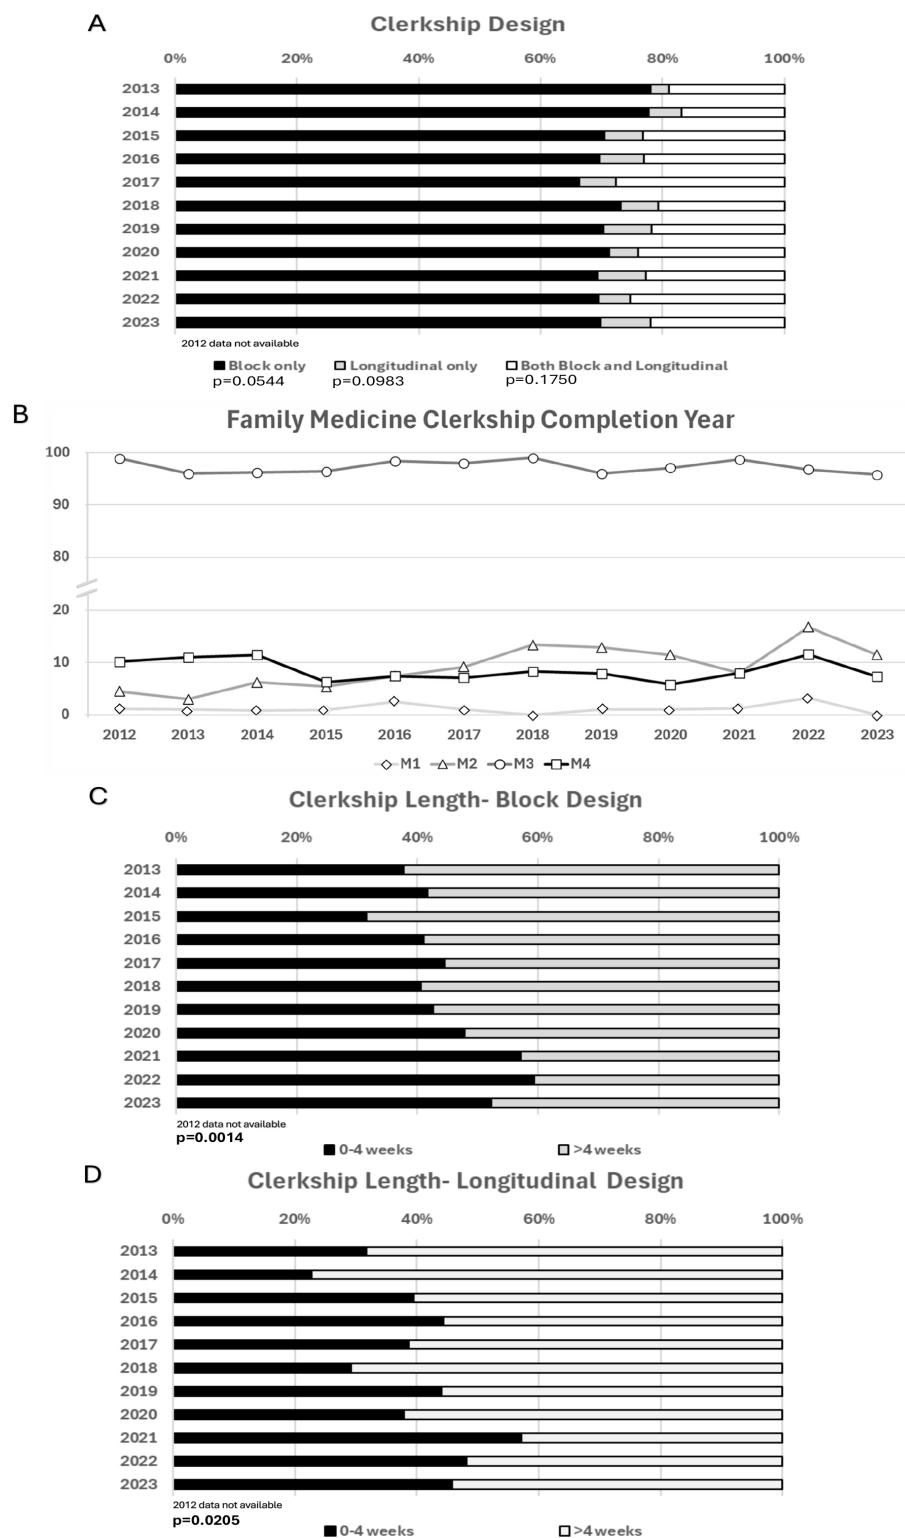 A
Clerkship Design
0% 20% 40% 60% 80% 100%
2013
2014
2015
2016
2017
2018
2019
2020
2021
2022
2023
2012 data not available
Block only Longitudinal only Both Block and Longitudinal
p=0.0544 p=0.0983 p=0.1750
B
Family Medicine Clerkship Completion Year
100
90
80
20
10
0
2012 2013 2014 2015 2016 2017 2018 2019 2020 2021 2022 2023
M1 M2 M3 M4
C
Clerkship Length- Block Design
0% 20% 40% 60% 80% 100%
2013
2014
2015
2016
2017
2018
2019
2020
2021
2022
2023
2012 data not available
p=0.0014
0-4 weeks >4 weeks
D
Clerkship Length- Longitudinal Design
0% 20% 40% 60% 80% 100%
2013
2014
2015
2016
2017
2018
2019
2020
2021
2022
2023
2012 data not available
p=0.0205
0-4 weeks >4 weeks